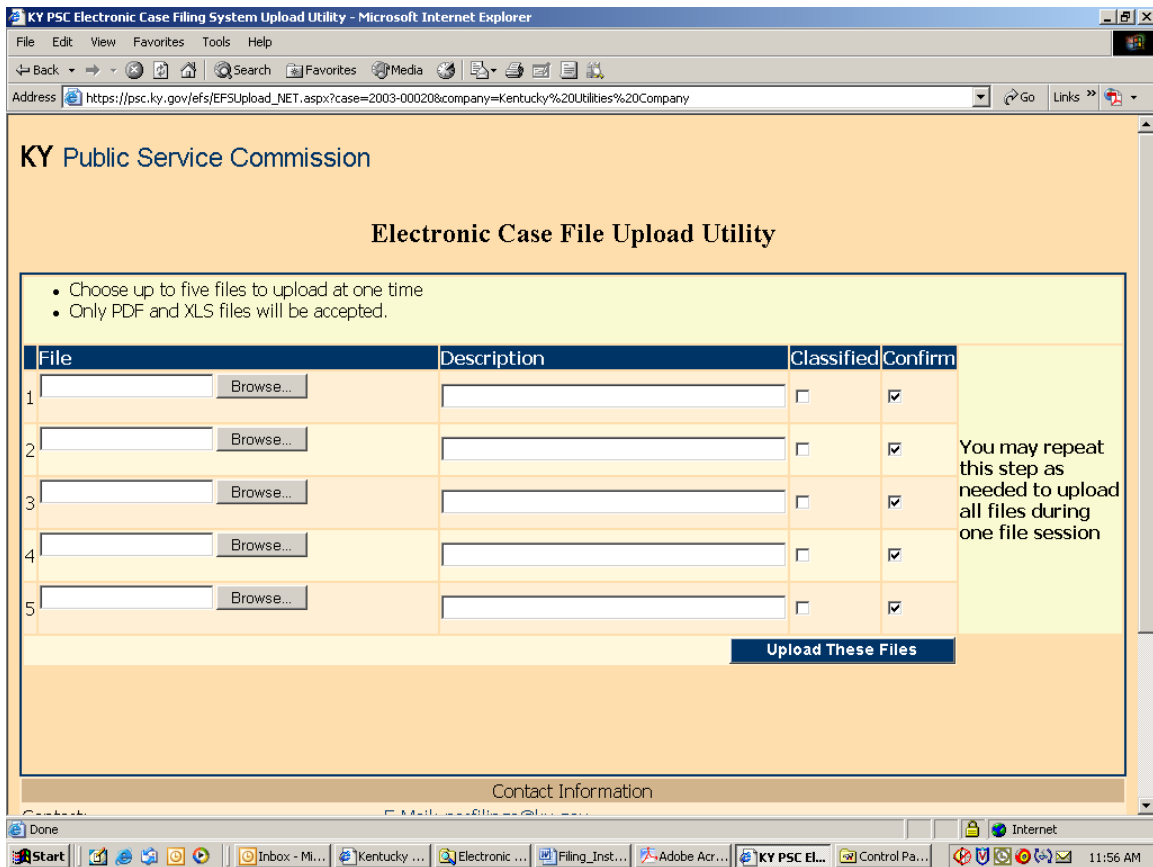 KY PSC Electronic Case Filing System Upload Utility - Microsoft Internet Explorer
File Edit View Favorites Tools Help
Back Search Favorites Media
Address https://psc.ky.gov/efs/EFSUpload_NET.aspx?case=2003-00020&company=Kentucky%20Utilities%20Company Go Links »
KY Public Service Commission
Electronic Case File Upload Utility
• Choose up to five files to upload at one time
• Only PDF and XLS files will be accepted.
File Description Classified Confirm
1 Browse...
2 Browse...
3 Browse...
4 Browse...
5 Browse...
You may repeat
this step as
needed to upload
all files during
one file session
Upload These Files
Contact Information
Contact: E-Mail: pscfilings@ky.gov
Done Internet
Start Inbox - Mi... Kentucky ... Electronic ... Filing_Inst... Adobe Acr... KY PSC El... Control Pa... 11:56 AM